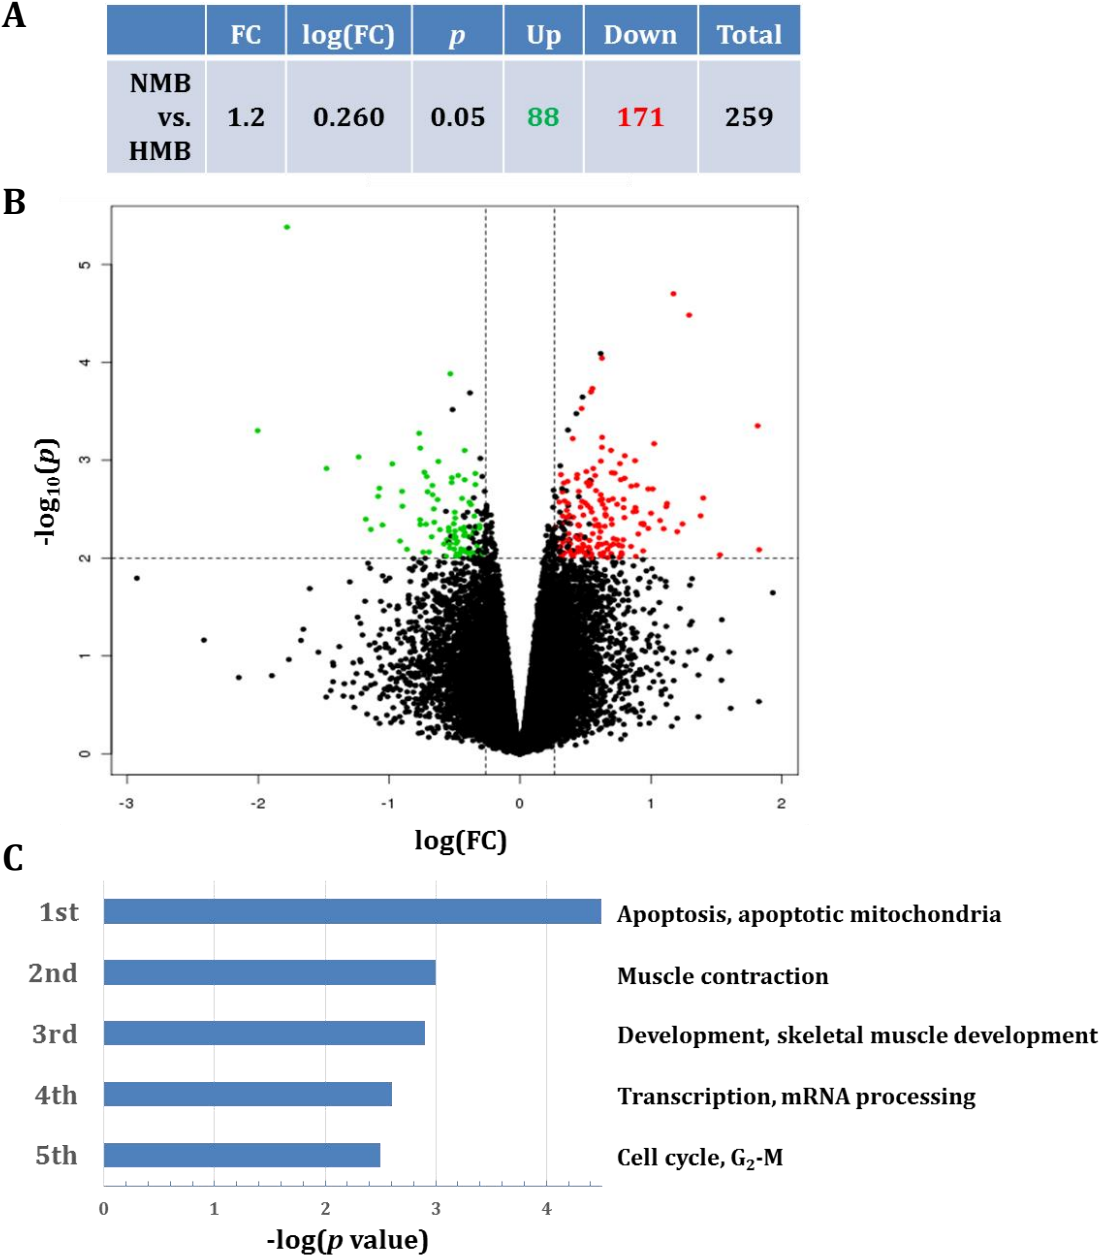 A
FC log(FC) p Up Down Total
NMB
vs.
HMB
1.2 0.260 0.05 88 171 259
B
-log10(p)
5
4
3
2
1
0
-3 -2 -1 0 1 2
log(FC)
C
1st Apoptosis, apoptotic mitochondria
2nd Muscle contraction
3rd Development, skeletal muscle development
4th Transcription, mRNA processing
5th Cell cycle, G2-M
0 1 2 3 4
-log(p value)